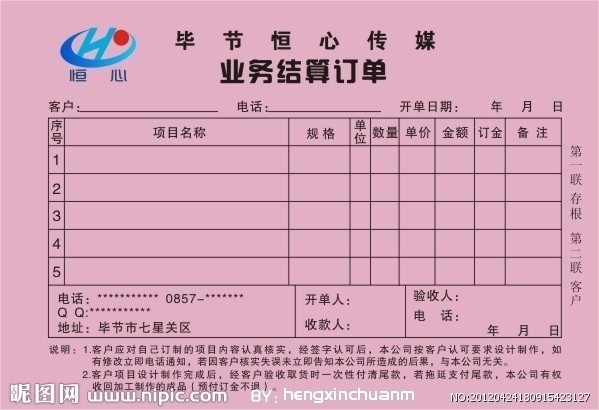 恒 心
毕节恒心传媒
业务结算订单
客户： 电话： 开单日期： 年 月 日
序号 项目名称 规格 单位 数量 单价 金额 订金 备注
1
2
3
4
5
第一联 存根 第二联 客户
电话：*********** 0857-*******
Q Q:***********
地址：毕节市七星关区
开单人：
收款人：
验收人：
电 话：
年 月 日
说明：1.客户应对自己订制的项目内容认真核实，经签字认可后，本公司按客户认可要求设计制作，如
有修改立即电话通知，若因客户核实失误未立即告知本公司所造成的后果，与本公司无关。
2.客户项目设计制作完成后，经客户验收取货时一次性付清尾款，若拖延支付尾款，本公司有权
收回加工制作的成品（预付订金不退）。
昵图网 www.nipic.com BY: hengxinchuanm NO:20120424180915423127